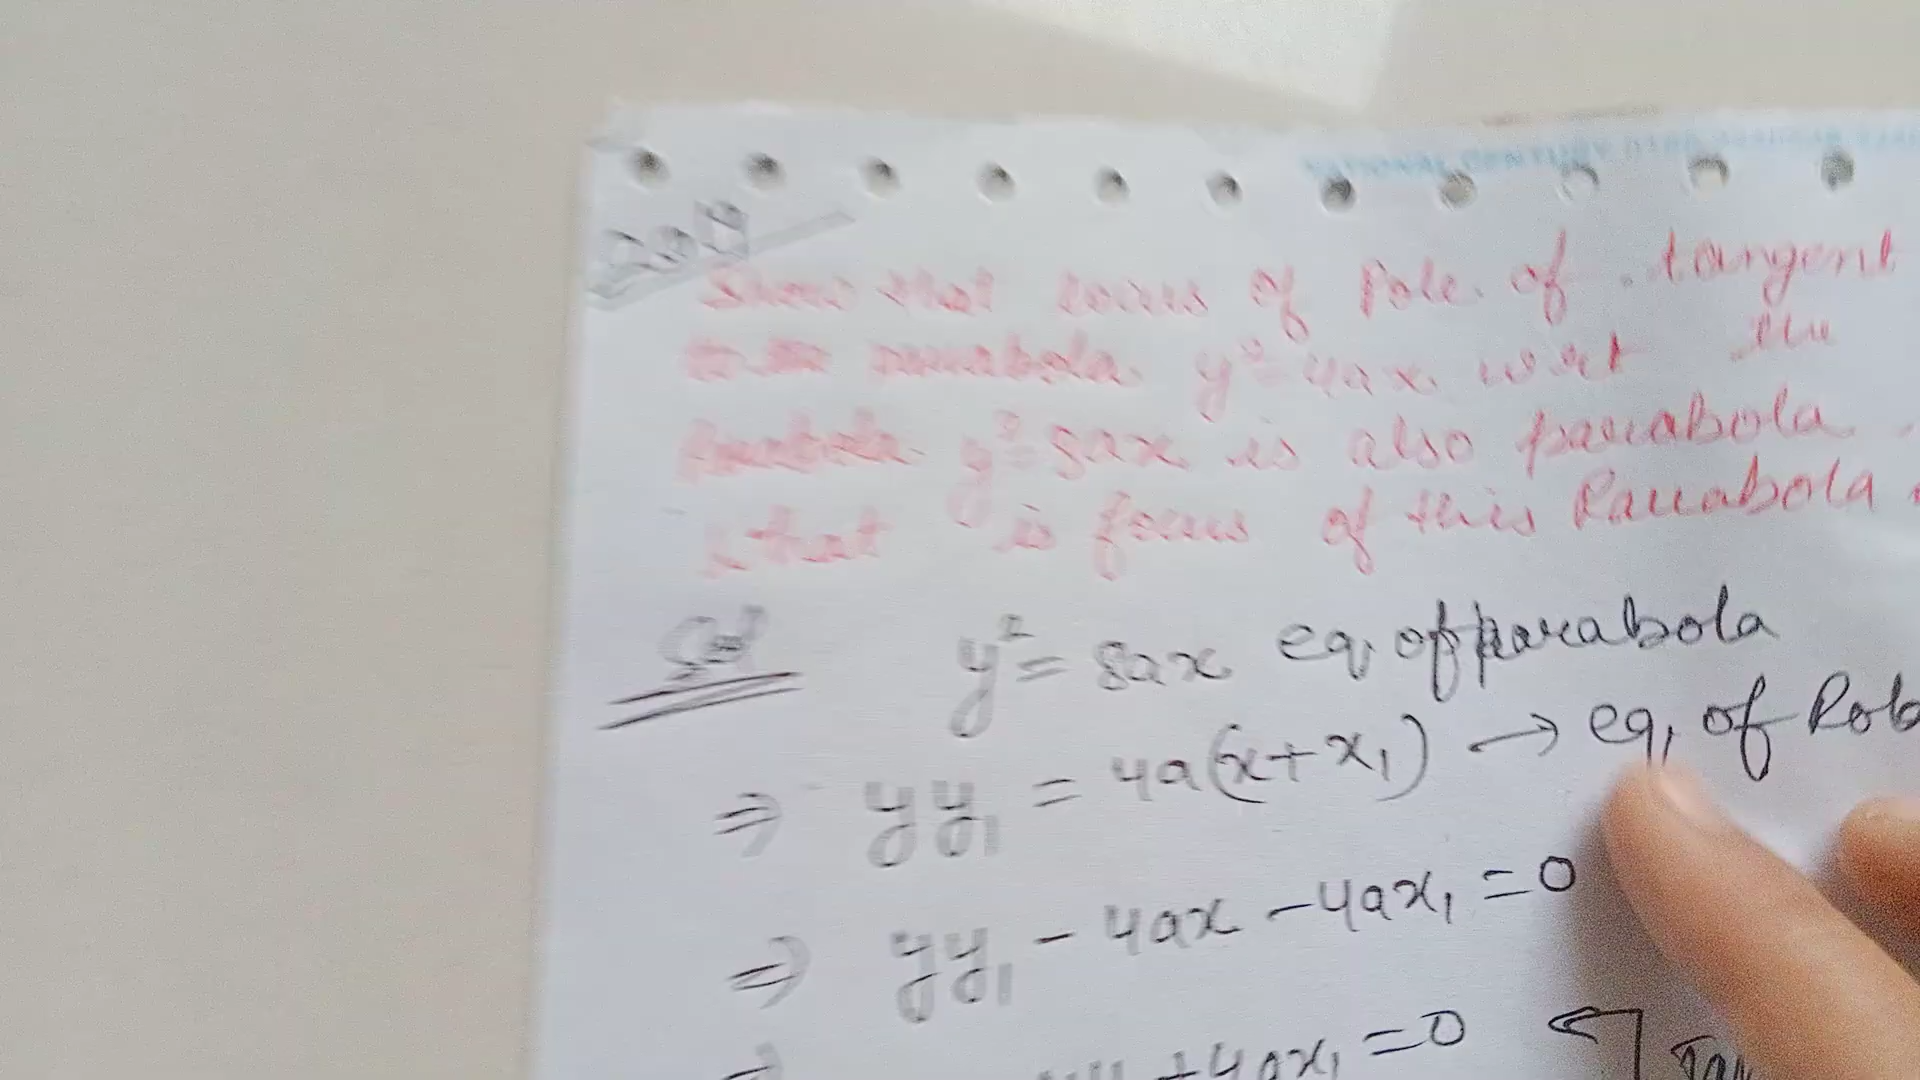 Show that locus of Pole of tangent
to the parabola y² = 4ax w.r.t the
Parabola y² = 8ax is also parabola.
what is focus of this Parabola
Sol
y² = 8ax eq. of parabola
⇒ yy₁ = 4a(x+x₁) → eq. of
⇒ yy₁ - 4ax - 4ax₁ = 0
+4ax₁ = 0